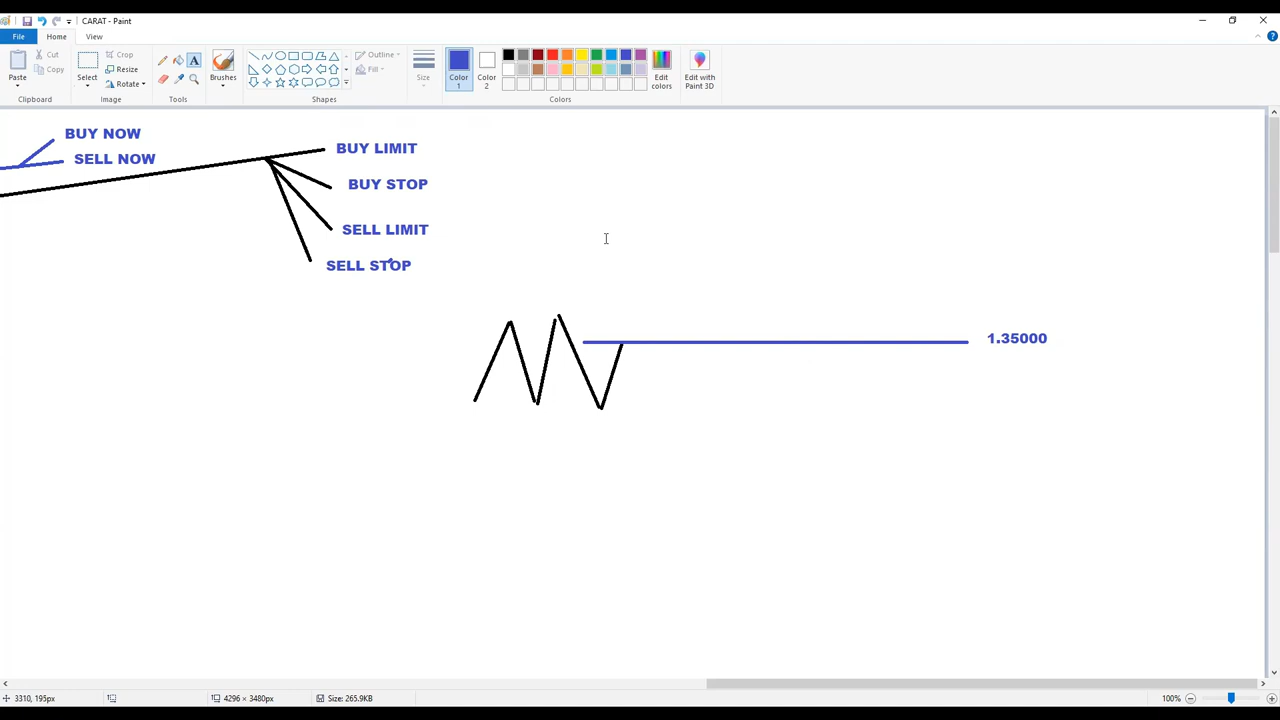 CARAT - Paint
File
Home
View
Paste
Cut
Copy
Clipboard
Select
Crop
Resize
Rotate
Image
Tools
A
Brushes
Shapes
Outline
Fill
Size
Color 1
Color 2
Colors
Edit colors
Edit with Paint 3D
BUY NOW
SELL NOW
BUY LIMIT
BUY STOP
SELL LIMIT
SELL STOP
1.35000
3310, 195px
4296 × 3480px
Size: 265.9KB
100%